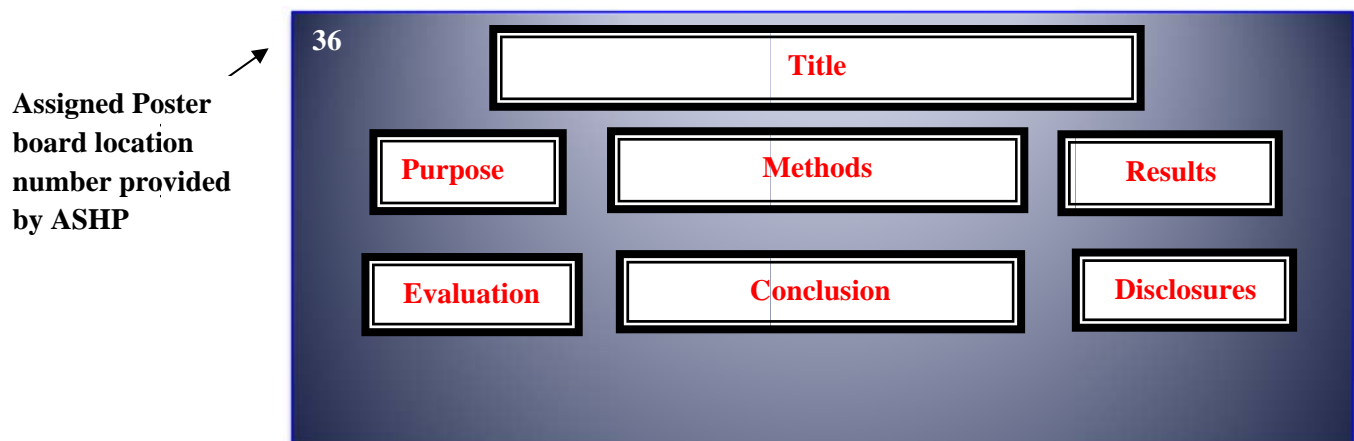 36
Title
Assigned Poster
board location
number provided
by ASHP
Purpose
Methods
Results
Evaluation
Conclusion
Disclosures